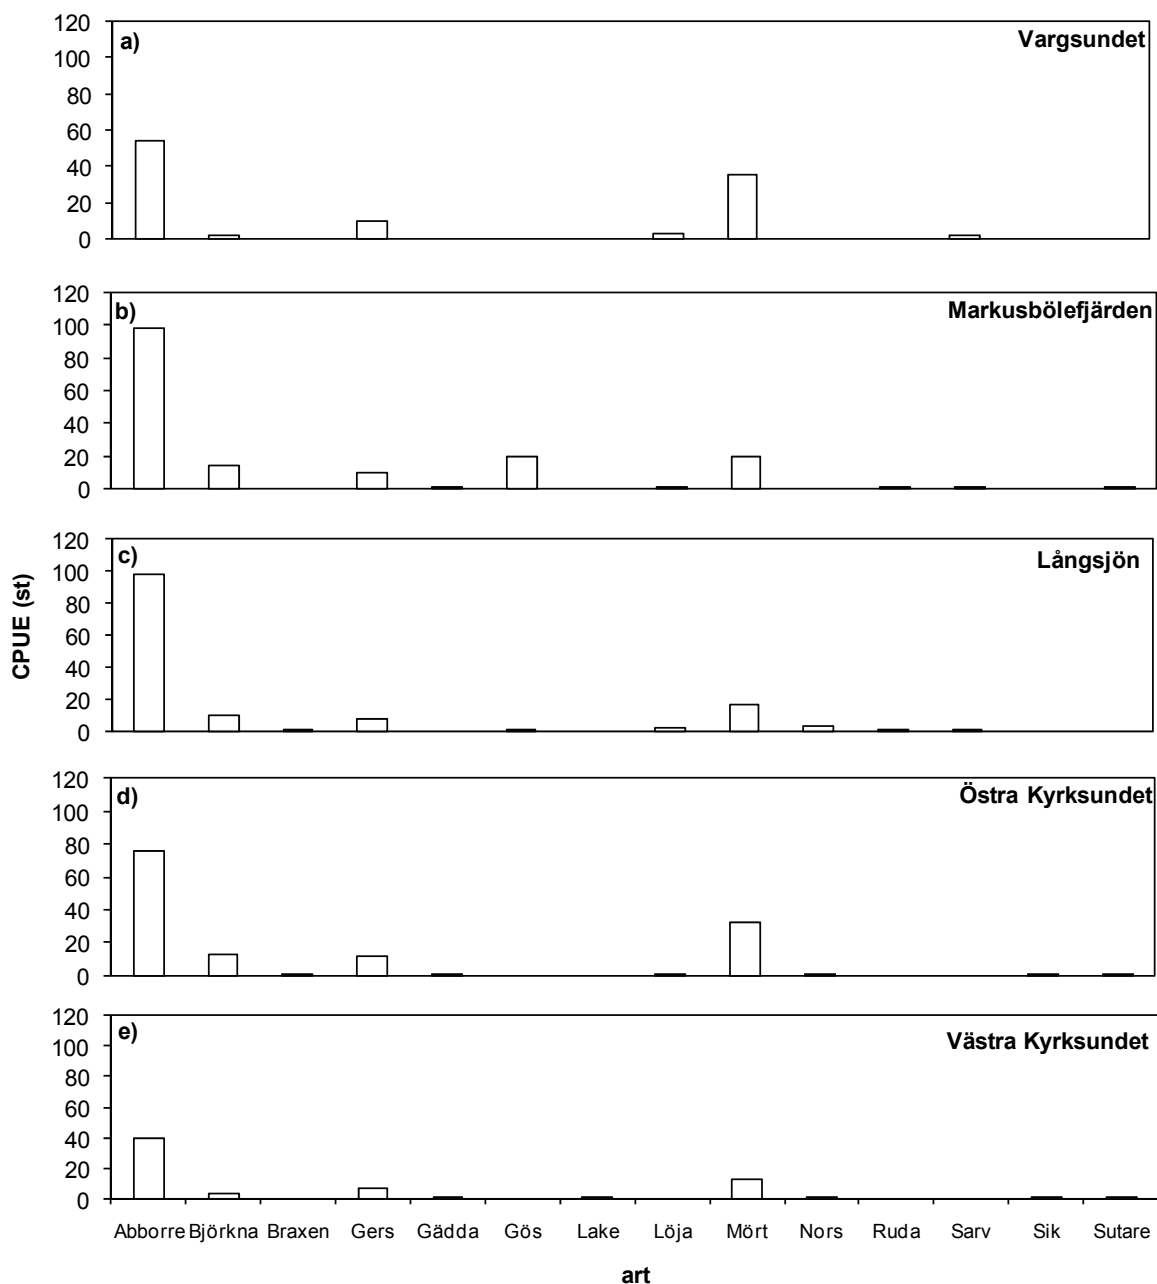 120
100
80
60
40
20
0
a)
Vargsundet
120
100
80
60
40
20
0
b)
Markusbölefjärden
120
100
80
60
40
20
0
c)
Långsjön
CPUE (st)
120
100
80
60
40
20
0
d)
Östra Kyrksundet
120
100
80
60
40
20
0
e)
Västra Kyrksundet
Abborre Björkna Braxen Gers Gädda Gös Lake Löja Mört Nors Ruda Sarv Sik Sutare
art